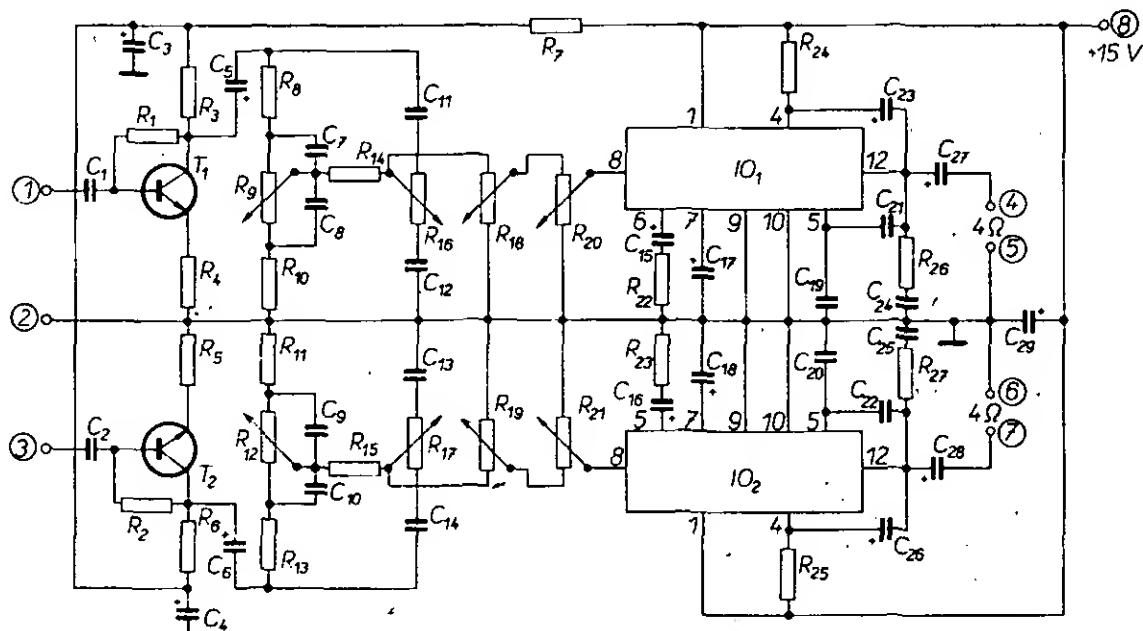 C3
R7
8
+15 V
C5
R3
R8
C11
R24
C23
R1
T1
C7
R14
1
4
1
C1
R9
R16
R18
R20
8
IO1
12
C27
4
C8
6
7
9
10
5
C21
4Ω
5
R4
R10
C12
C15
R22
C17
C19
R26
C24
2
R5
R11
C13
R23
C18
C20
C25
R27
C29
C16
C22
6
5
7
9
10
5
4Ω
3
C2
T2
R12
C9
R15
R17
R19
R21
8
IO2
12
C28
7
C10
R2
R6
C6
R13
C14
1
4
C26
R25
C4